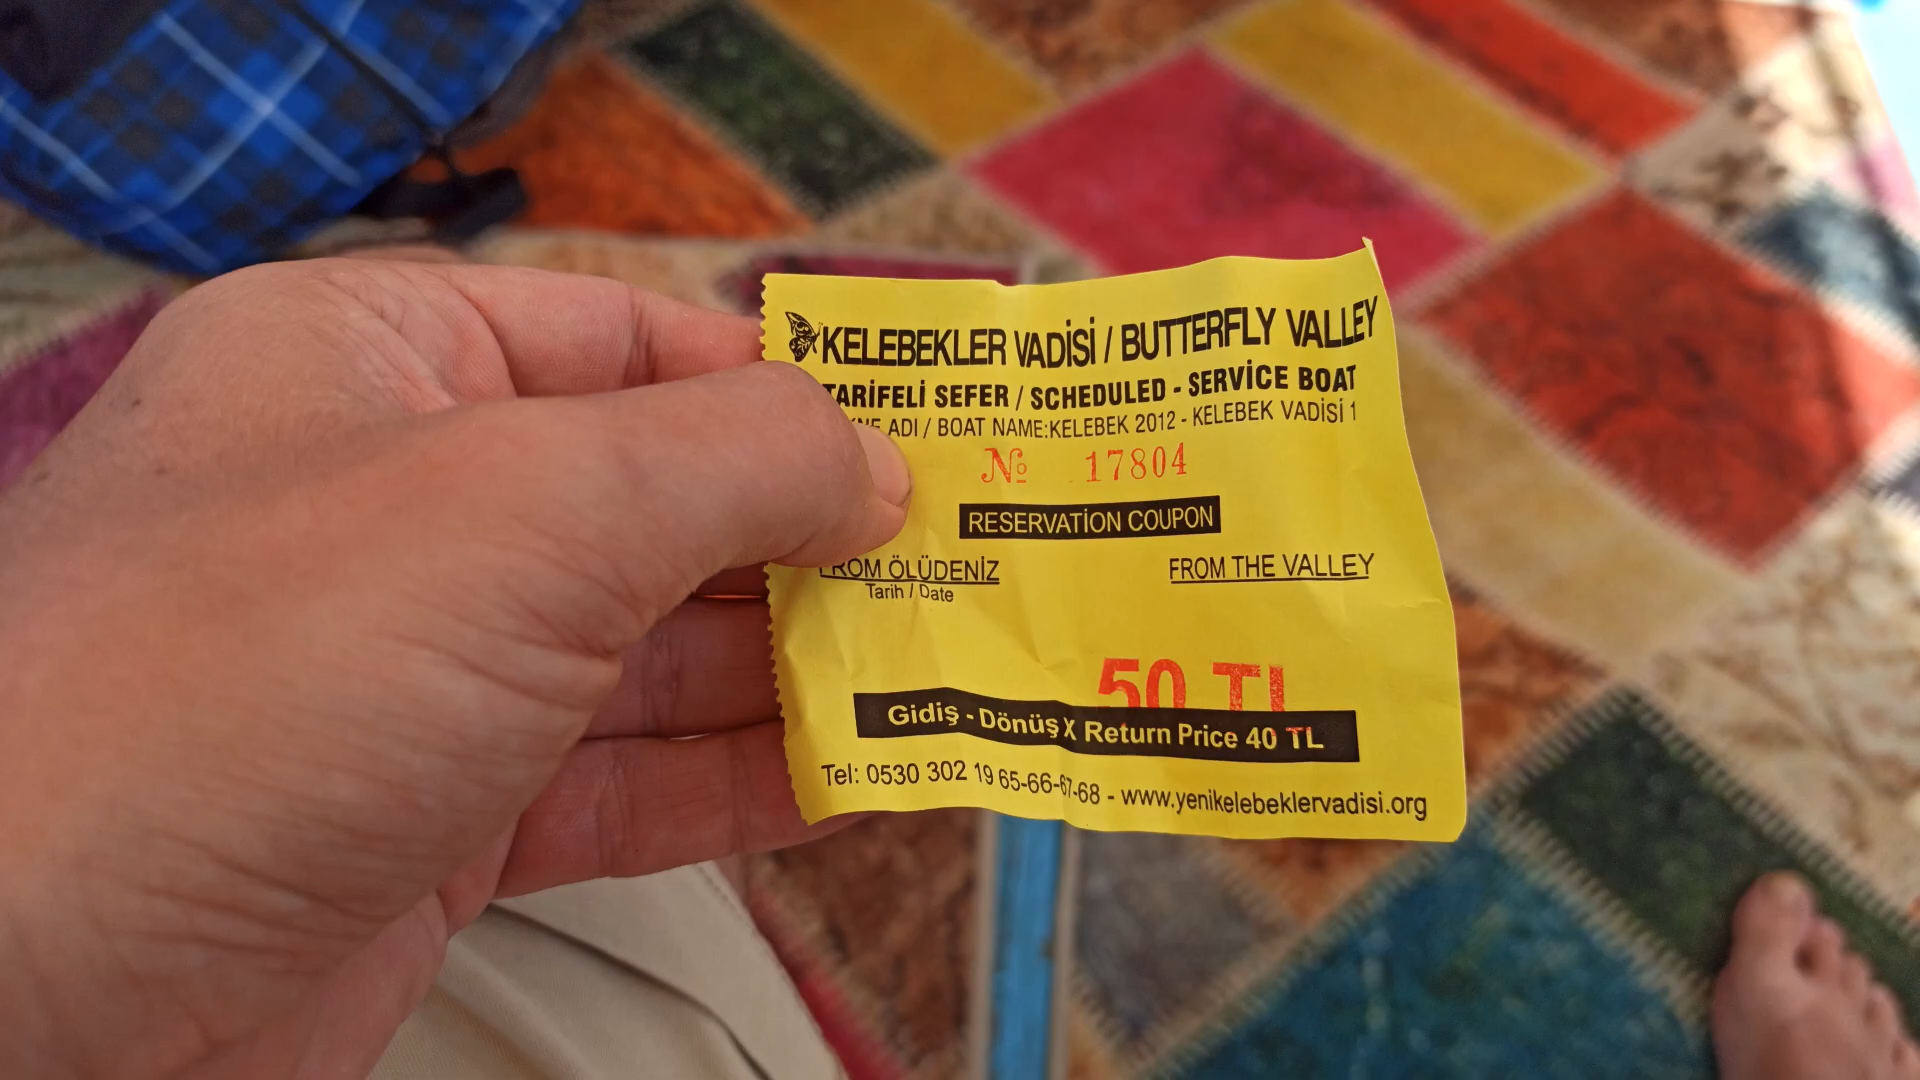 KELEBEKLER VADİSİ / BUTTERFLY VALLEY
TARİFELİ SEFER / SCHEDULED - SERVİCE BOAT
ADI / BOAT NAME:KELEBEK 2012 - KELEBEK VADİSİ 1
№ 17804
RESERVATİON COUPON
FROM ÖLÜDENİZ
FROM THE VALLEY
Tarih / Date
50 TL
Gidiş - Dönüş X Return Price 40 TL
Tel: 0530 302 19 65-66-67-68 - www.yenikelebeklervadisi.org